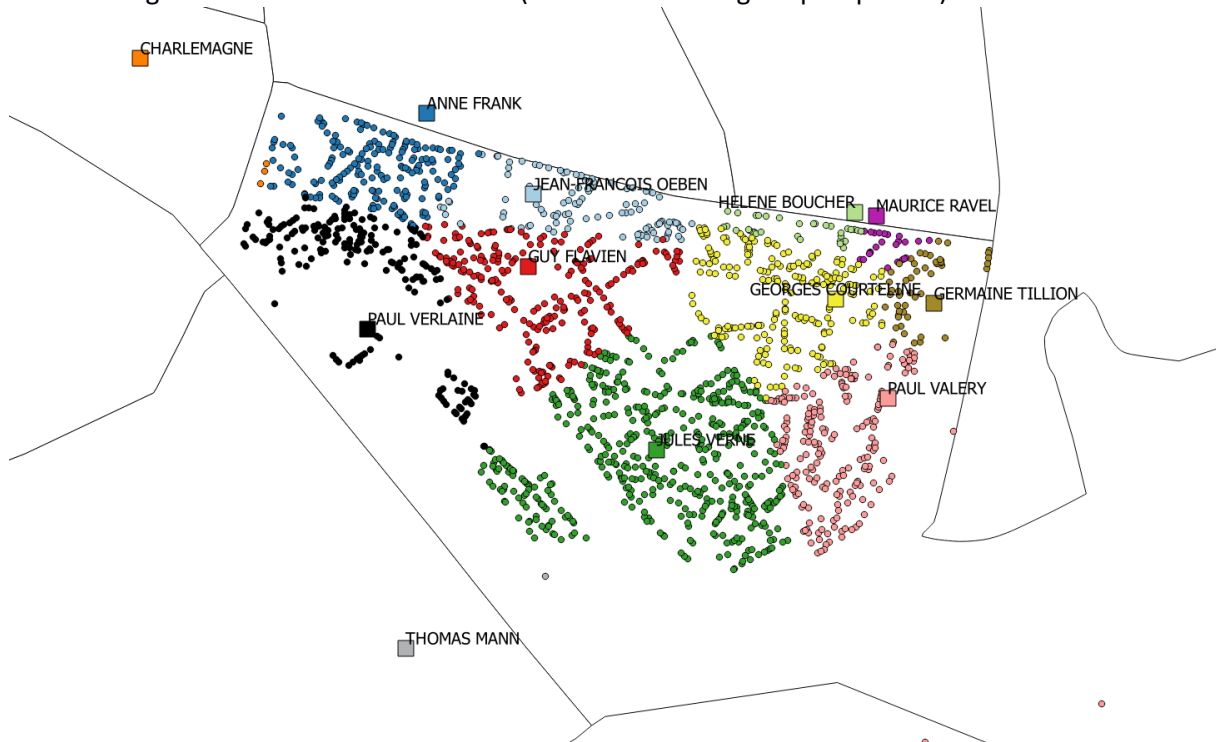 CHARLEMAGNE
ANNE FRANK
JEAN-FRANCOIS OEBEN
HELENE BOUCHER
MAURICE RAVEL
GUY FLAVIEN
GEORGES COURTELINE
GERMAINE TILLION
PAUL VERLAINE
PAUL VALERY
JULES VERNE
THOMAS MANN